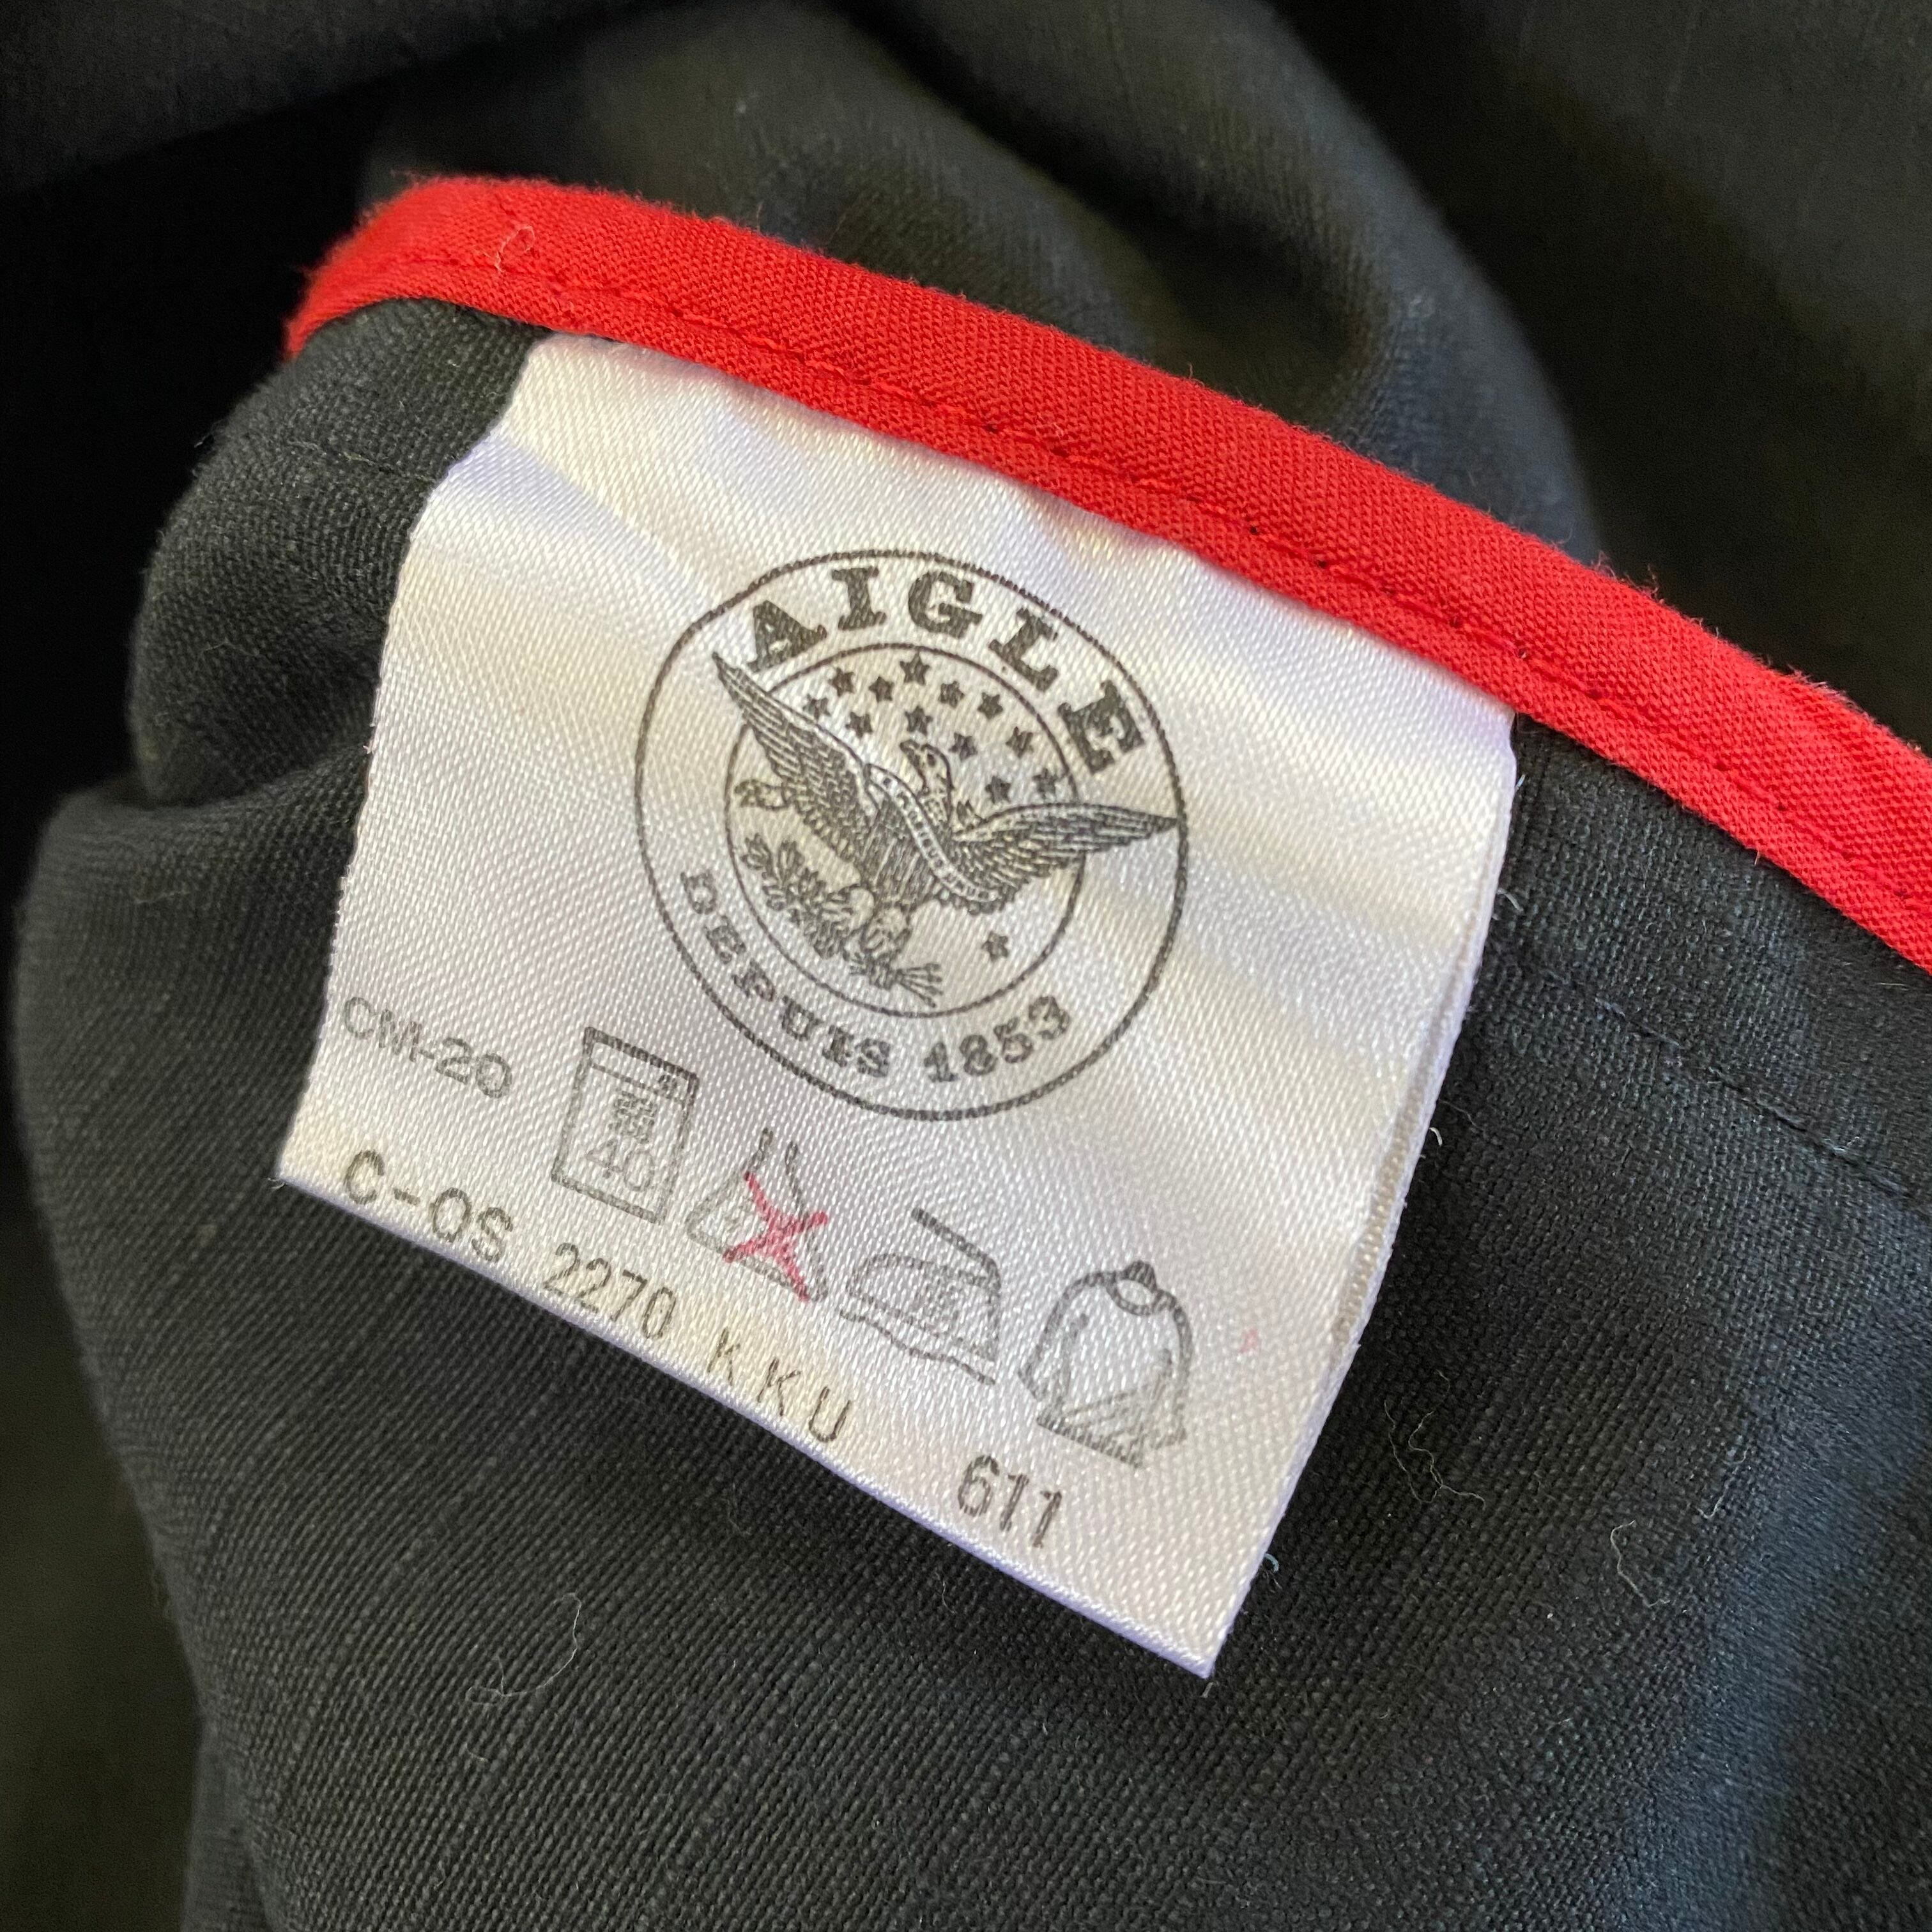 AIGLE
DEPUIS 1853
CM-20
40
C-OS 2270 KKU 611